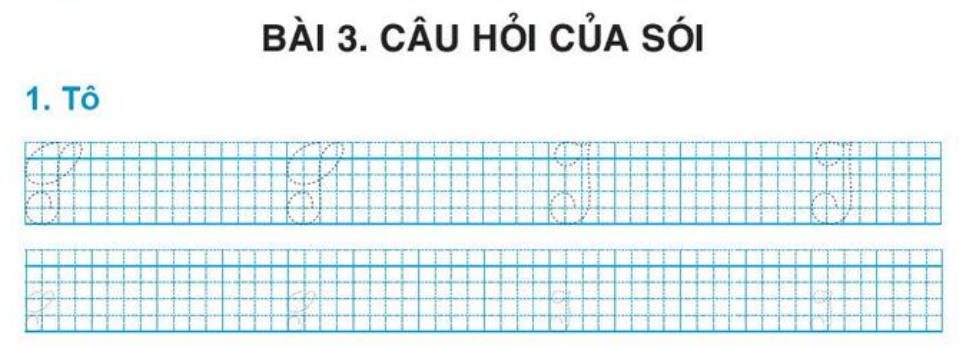 BÀI 3. CÂU HỎI CỦA SÓI
1. Tô